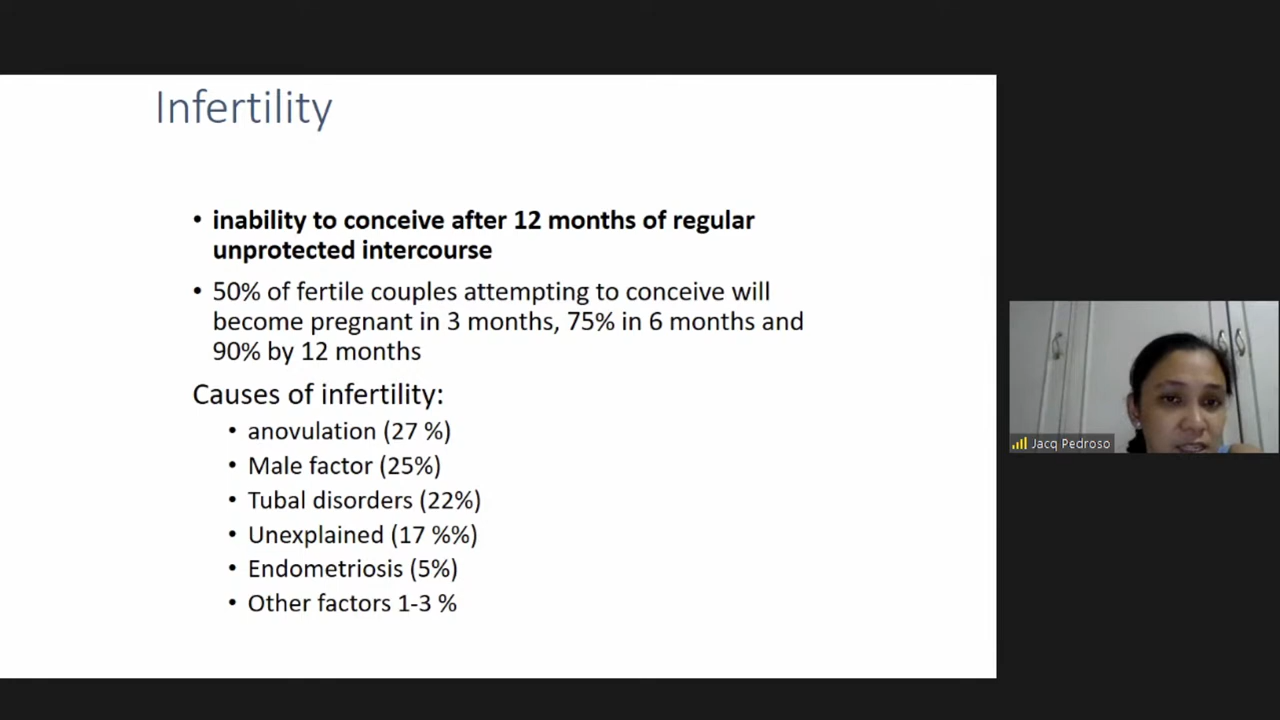 Infertility
• inability to conceive after 12 months of regular
unprotected intercourse
• 50% of fertile couples attempting to conceive will
become pregnant in 3 months, 75% in 6 months and
90% by 12 months
Causes of infertility:
• anovulation (27 %)
• Male factor (25%)
• Tubal disorders (22%)
• Unexplained (17 %%)
• Endometriosis (5%)
• Other factors 1-3 %
Jacq Pedroso